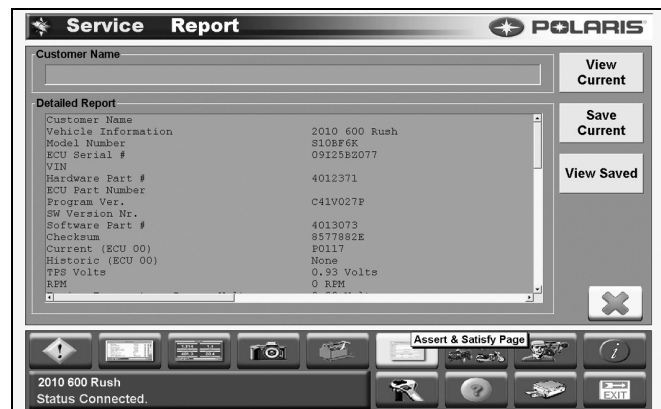 Service Report
POLARIS
Customer Name
View Current
Detailed Report
Customer Name
Vehicle Information 2010 600 Rush
Model Number S10BF6K
ECU Serial # 09I25BZ077
VIN
Hardware Part # 4012371
ECU Part Number
Program Ver. C41V027P
SW Version Nr.
Software Part # 4013073
Checksum 8577882E
Current (ECU 00) P0117
Historic (ECU 00) None
TPS Volts 0.93 Volts
RPM 0 RPM
Save Current
View Saved
Assert & Satisfy Page
2010 600 Rush
Status Connected.
EXIT